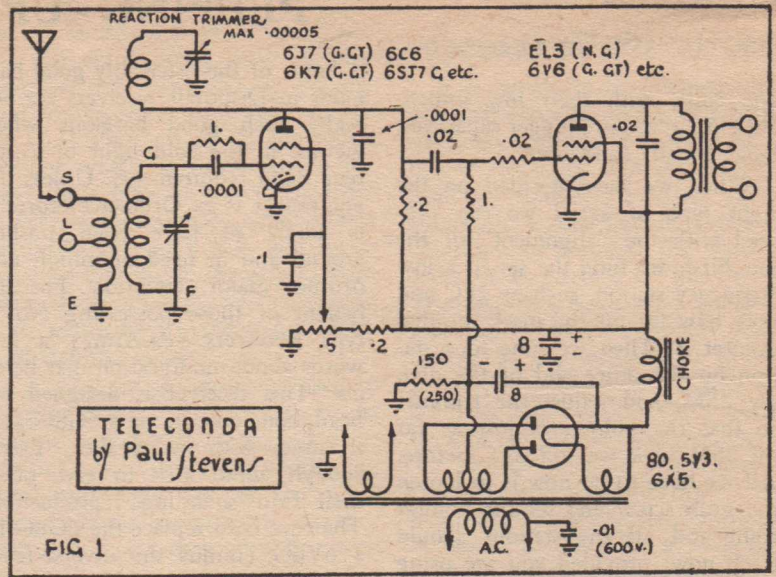 REACTION TRIMMER
MAX .00005
6J7 (G.GT) 6C6
6K7 (G.GT) 6SJ7 G etc.
EL3 (N, G)
6V6 (G. GT) etc.
.0001
.02
.02
.02
1.
G
.0001
S
L
E
F
.2
1.
.1
.5
.2
8
+
-
CHOKE
150
(250)
-
+
8
TELECONDA
by Paul Stevens
80, 5Y3,
6X5.
A.C.
.01
(600v.)
FIG 1